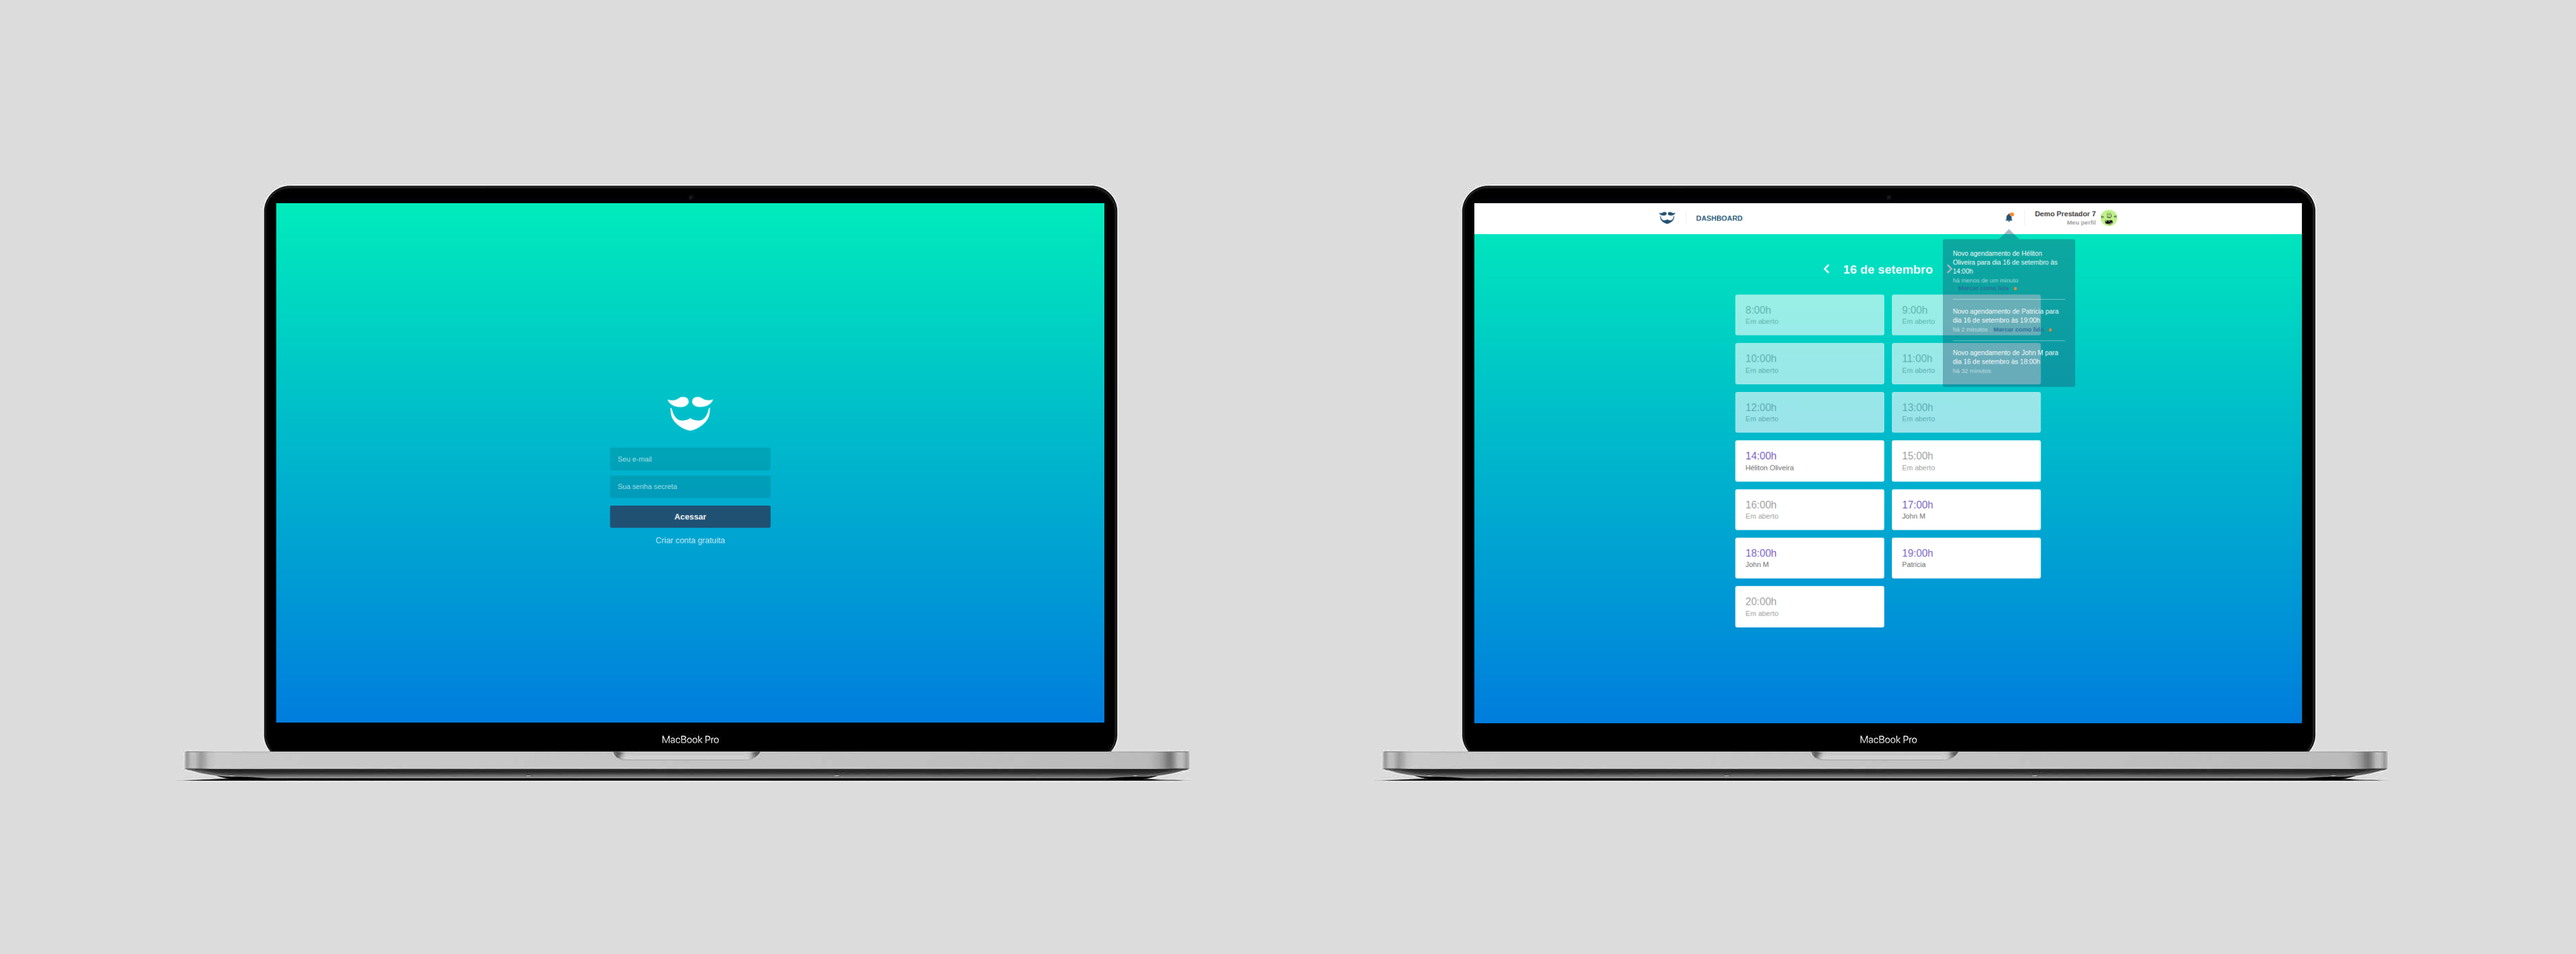 Seu e-mail
Sua senha secreta
Acessar
Criar conta gratuita
MacBook Pro
DASHBOARD
Demo Prestador 7
Meu perfil
Novo agendamento de Héliton
Oliveira para dia 16 de setembro às
14:00h
há menos de um minuto
Marcar como lida
Novo agendamento de Patricia para
dia 16 de setembro às 19:00h
há 2 minutos Marcar como lida
Novo agendamento de John M para
dia 16 de setembro às 18:00h
há 32 minutos
16 de setembro
8:00h
Em aberto
9:00h
Em aberto
10:00h
Em aberto
11:00h
Em aberto
12:00h
Em aberto
13:00h
Em aberto
14:00h
Héliton Oliveira
15:00h
Em aberto
16:00h
Em aberto
17:00h
John M
18:00h
John M
19:00h
Patricia
20:00h
Em aberto
MacBook Pro